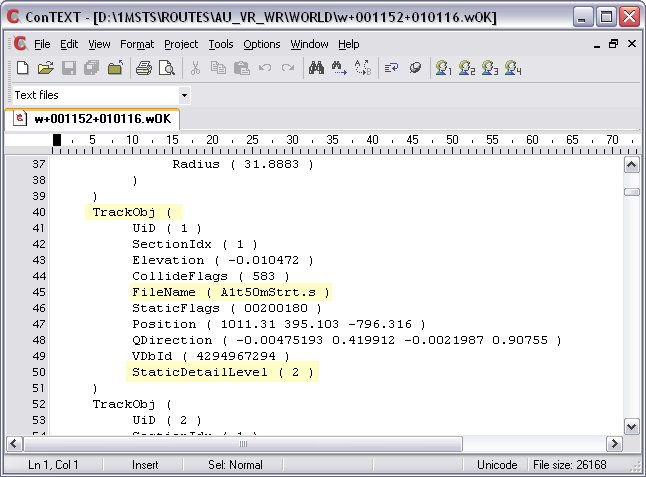 ConTEXT - [D:\1MSTS\ROUTES\AU_VR_WR\WORLD\w+001152+010116.wOK]
File Edit View Format Project Tools Options Window Help
1 2 3 4
Text files
w+001152+010116.wOK
5 10 15 20 25 30 35 40 45 50 55 60 65 70
37 Radius ( 31.8883 )
38 )
39 )
40 TrackObj (
41 UiD ( 1 )
42 SectionIdx ( 1 )
43 Elevation ( -0.010472 )
44 CollideFlags ( 583 )
45 FileName ( A1t50mStrt.s )
46 StaticFlags ( 00200180 )
47 Position ( 1011.31 395.103 -796.316 )
48 QDirection ( -0.00475193 0.419912 -0.0021987 0.90755 )
49 VDbId ( 4294967294 )
50 StaticDetailLevel ( 2 )
51 )
52 TrackObj (
53 UiD ( 2 )
54 SectionIdx ( 1 )
Ln 1, Col 1 Insert Sel: Normal Unicode File size: 26168